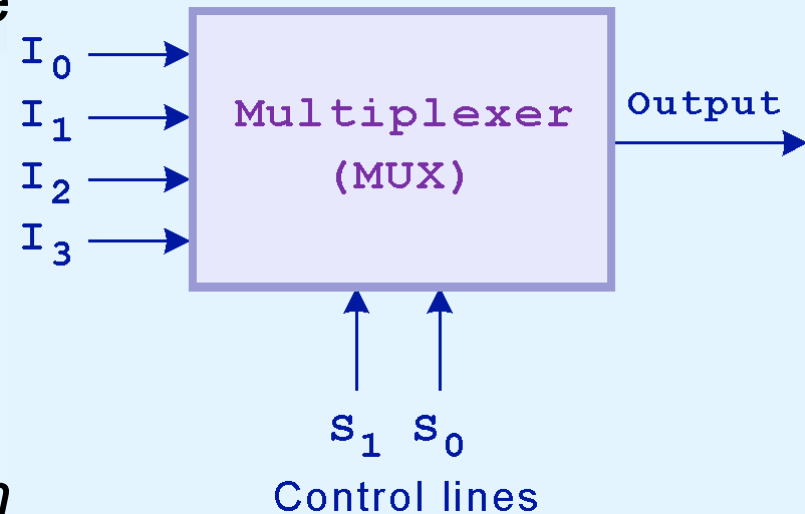 e
I0
I1
I2
I3
Multiplexer
(MUX)
Output
S1 S0
Control lines
n